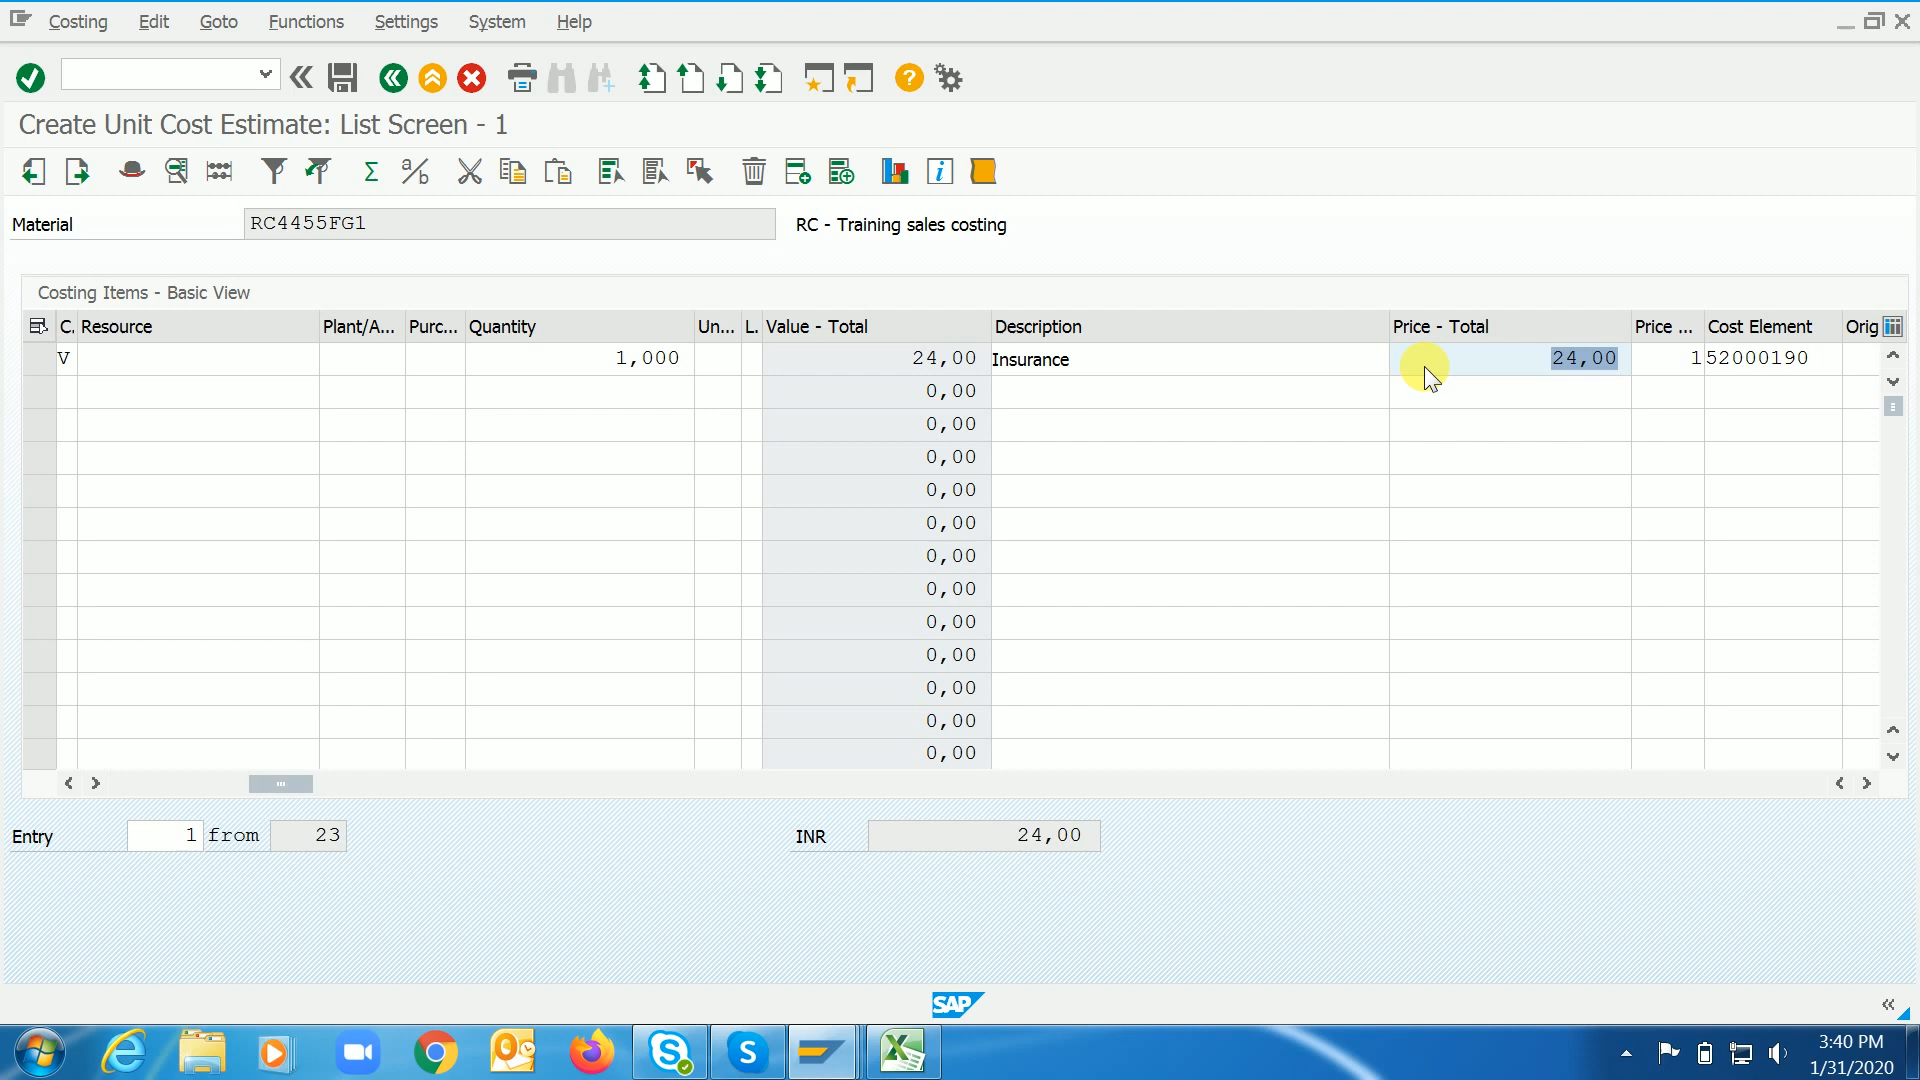 Costing Edit Goto Functions Settings System Help
Create Unit Cost Estimate: List Screen - 1
Material RC4455FG1 RC - Training sales costing
Costing Items - Basic View
C. Resource Plant/A... Purc... Quantity Un... L. Value - Total Description Price - Total Price ... Cost Element Orig
V 1,000 24,00 Insurance 24,00 1 52000190
0,00
0,00
0,00
0,00
0,00
0,00
0,00
0,00
0,00
0,00
0,00
0,00
Entry 1 from 23 INR 24,00
SAP
3:40 PM
1/31/2020